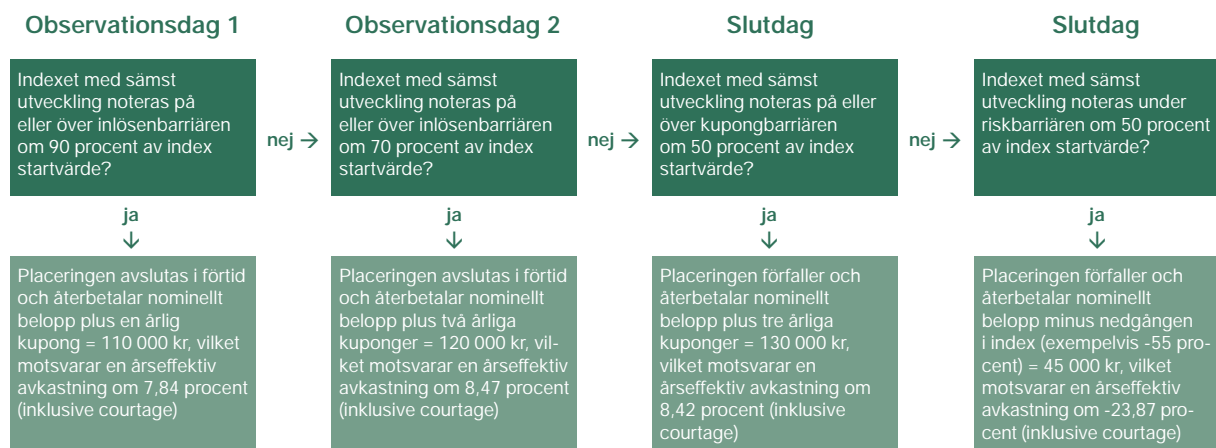 Observationsdag 1
Indexet med sämst
utveckling noteras på
eller över inlösenbarriären
om 90 procent av index
startvärde?
nej →
ja
↓
Placeringen avslutas i förtid
och återbetalar nominellt
belopp plus en årlig
kupong = 110 000 kr, vilket
motsvarar en årseffektiv
avkastning om 7,84 procent
(inklusive courtage)
Observationsdag 2
Indexet med sämst
utveckling noteras på
eller över inlösenbarriären
om 70 procent av index
startvärde?
nej →
ja
↓
Placeringen avslutas i förtid
och återbetalar nominellt
belopp plus två årliga
kuponger = 120 000 kr, vil-
ket motsvarar en årseffektiv
avkastning om 8,47 procent
(inklusive courtage)
Slutdag
Indexet med sämst
utveckling noteras på eller
över kupongbarriären
om 50 procent av index
startvärde?
nej →
ja
↓
Placeringen förfaller och
återbetalar nominellt
belopp plus tre årliga
kuponger = 130 000 kr,
vilket motsvarar en
årseffektiv avkastning om
8,42 procent (inklusive
courtage)
Slutdag
Indexet med sämst
utveckling noteras under
riskbarriären om 50 procent
av index startvärde?
ja
↓
Placeringen förfaller och
återbetalar nominellt
belopp minus nedgången
i index (exempelvis -55 pro-
cent) = 45 000 kr, vilket
motsvarar en årseffektiv
avkastning om -23,87 pro-
cent (inklusive courtage)